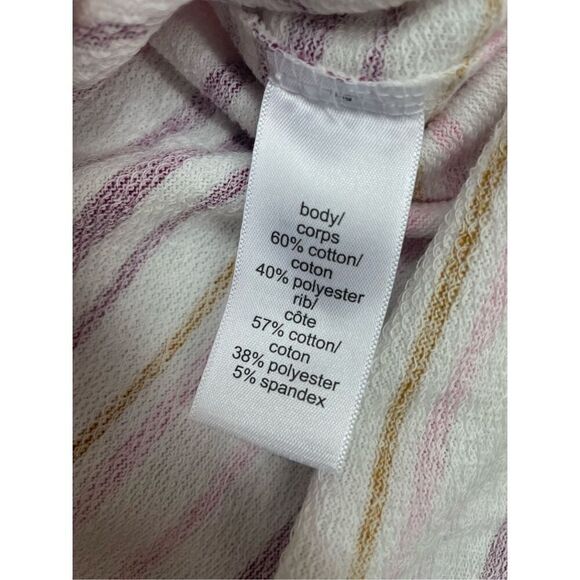 body/
corps
60% cotton/
coton
40% polyester
rib/
côte
57% cotton/
coton
38% polyester
5% spandex